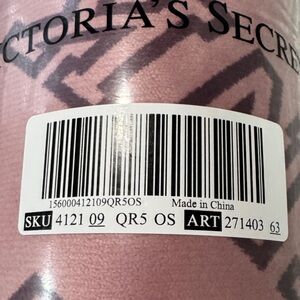 CTORIA'S SECRE
156000412109QR5OS Made in China
SKU 4121 09 QR5 OS ART 271403 63